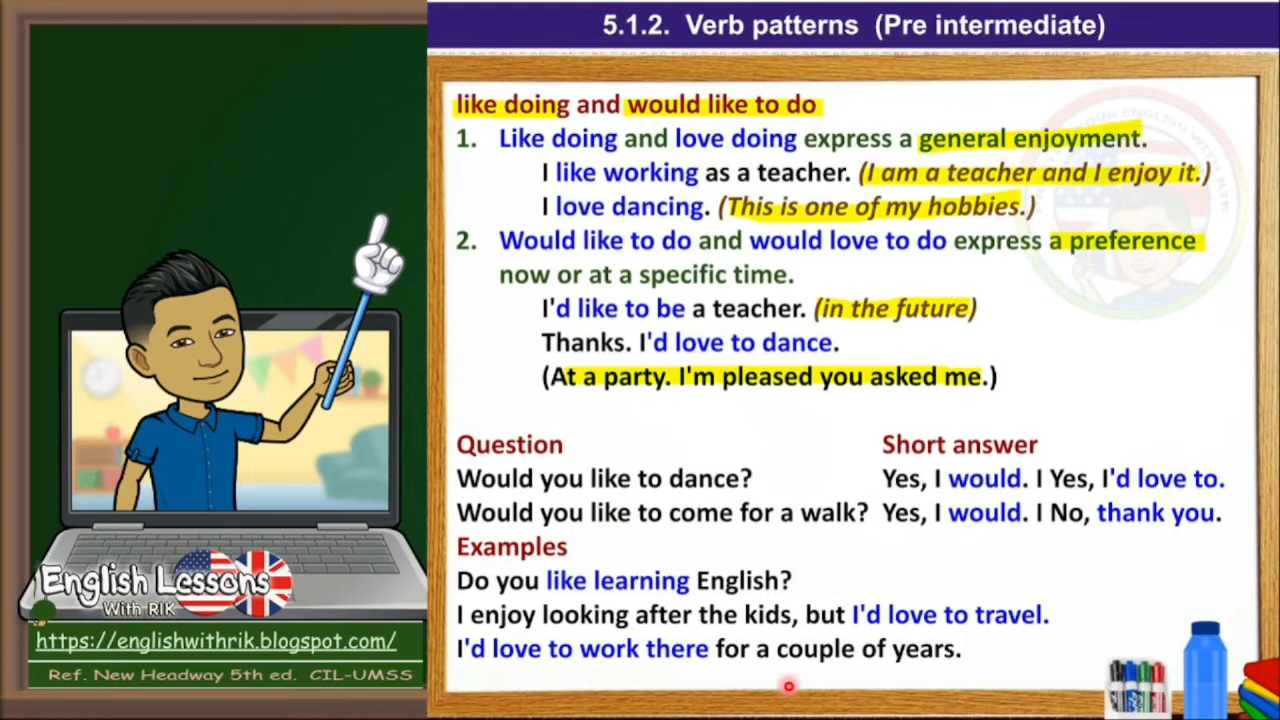 5.1.2. Verb patterns (Pre intermediate)
like doing and would like to do
1. Like doing and love doing express a general enjoyment.
I like working as a teacher. (I am a teacher and I enjoy it.)
I love dancing. (This is one of my hobbies.)
2. Would like to do and would love to do express a preference
now or at a specific time.
I'd like to be a teacher. (in the future)
Thanks. I'd love to dance.
(At a party. I'm pleased you asked me.)
Question Short answer
Would you like to dance? Yes, I would. I Yes, I'd love to.
Would you like to come for a walk? Yes, I would. I No, thank you.
Examples
Do you like learning English?
I enjoy looking after the kids, but I'd love to travel.
I'd love to work there for a couple of years.
English Lessons
With RIK
https://englishwithrik.blogspot.com/
Ref. New Headway 5th ed. CIL-UMSS